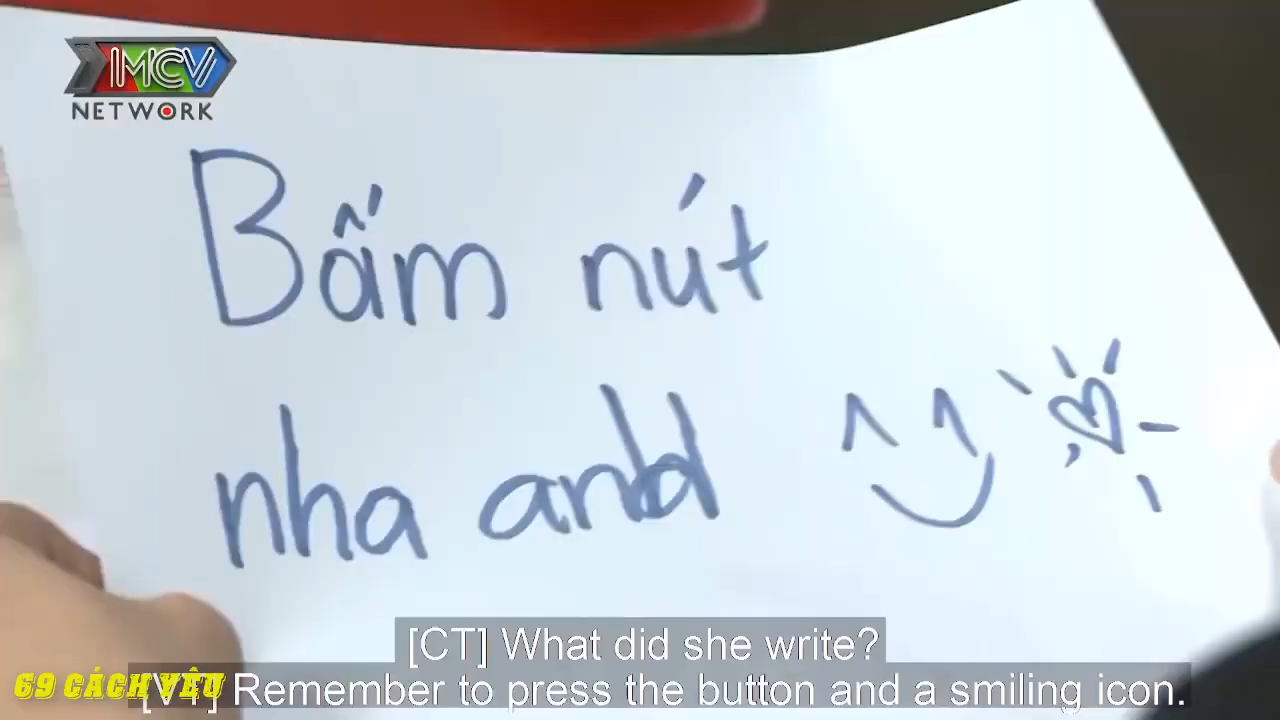 MCV
NETWORK
Bấm nút
nha anh
[CT] What did she write?
69 CÁCH YÊU
[VT] Remember to press the button and a smiling icon.